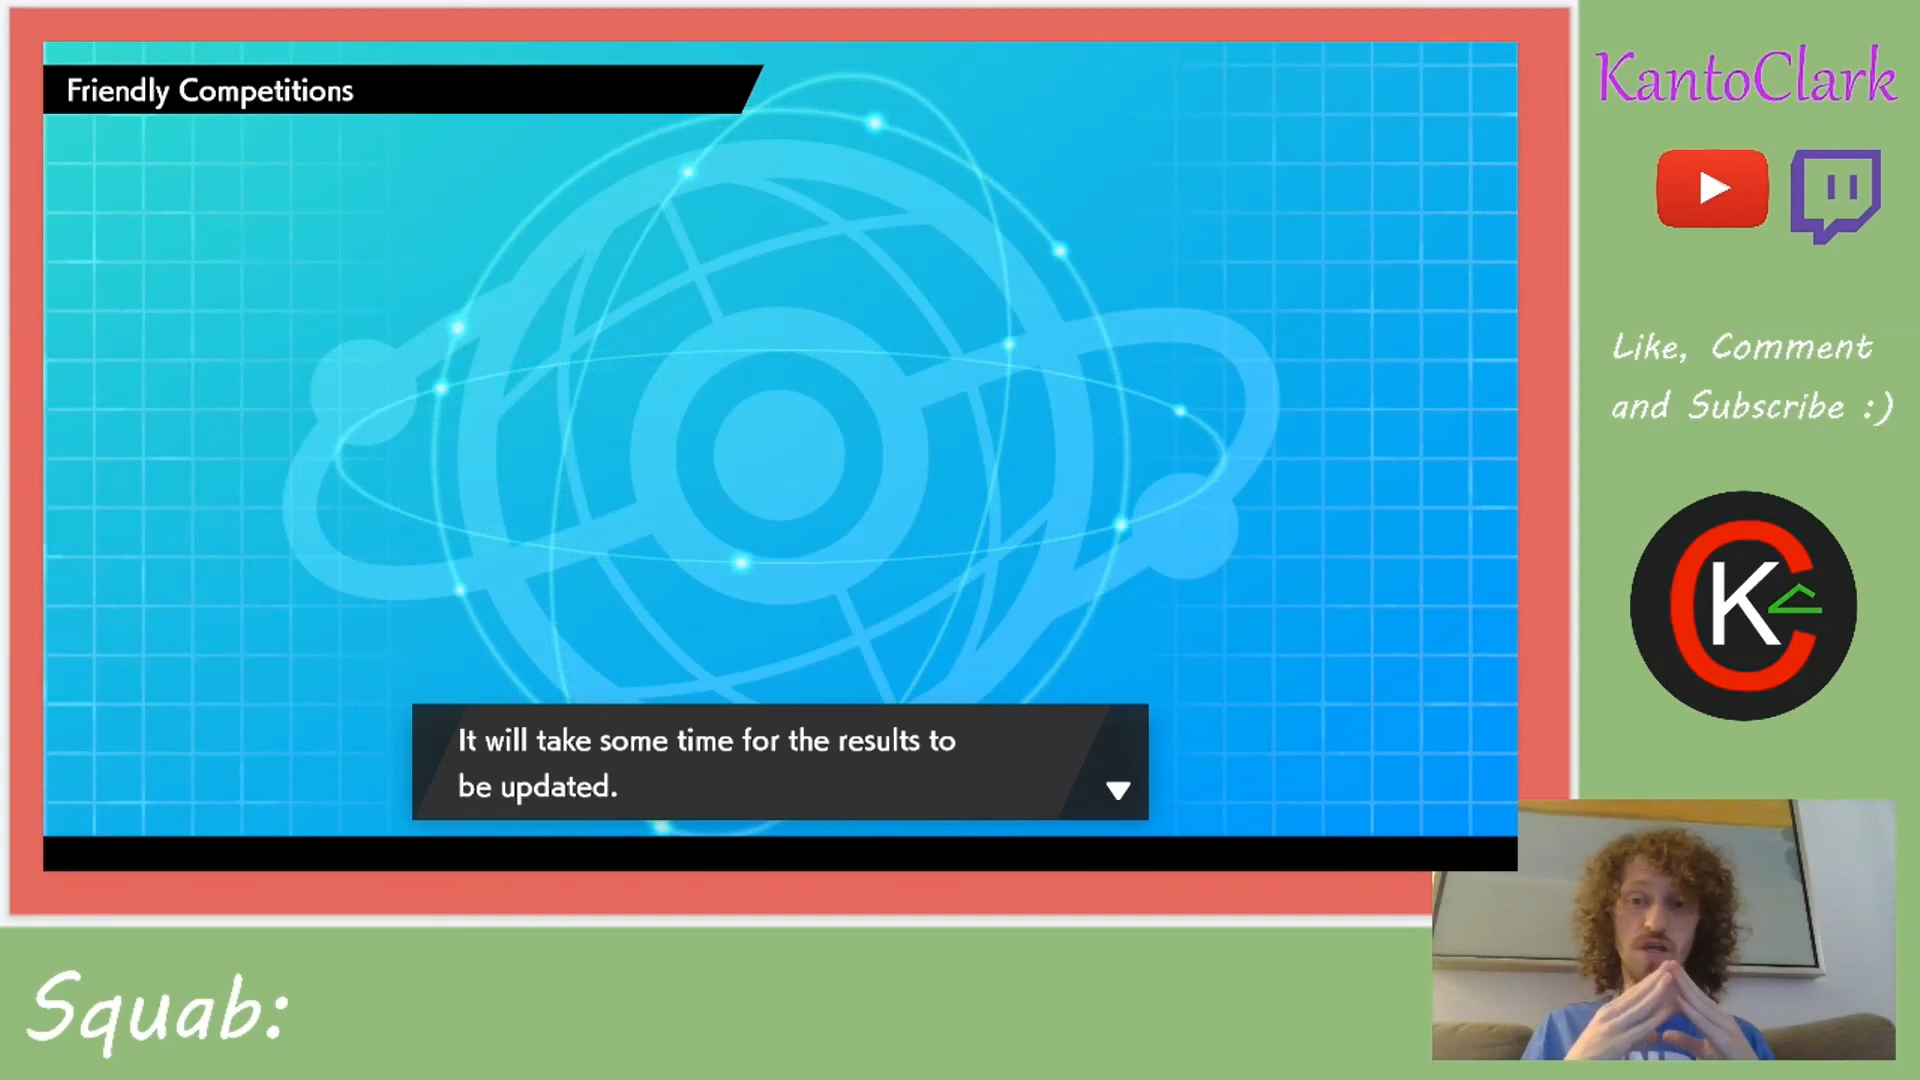 Friendly Competitions
KantoClark
Like, Comment
and Subscribe :)
CK
It will take some time for the results to
be updated.
Squab: